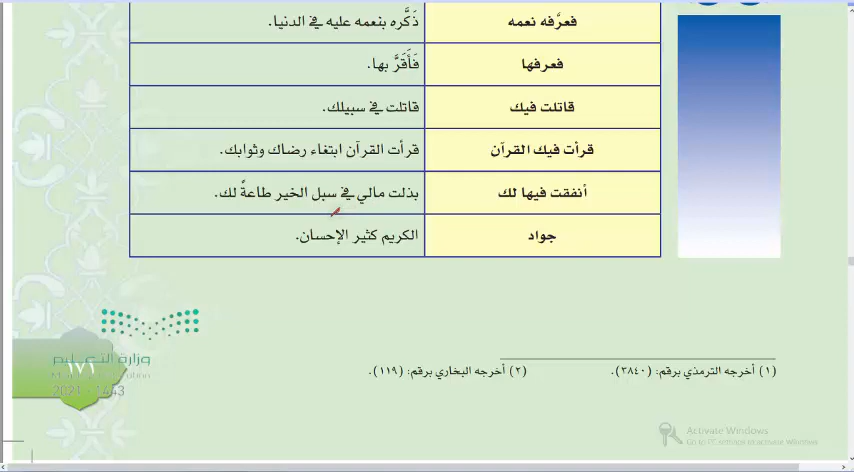 فعرَّفه نعمه ذَكَّره بنعمه عليه في الدنيا.
فعرفها فَأَقَرَّ بها.
قاتلت فيك قاتلت في سبيلك.
قرأت فيك القرآن قرأت القرآن ابتغاء رضاك وثوابك.
أنفقت فيها لك بذلت مالي في سبل الخير طاعةً لك.
جواد الكريم كثير الإحسان.
(١) أخرجه الترمذي برقم: (٣٨٤٠). (٢) أخرجه البخاري برقم: (١١٩).
وزارة التعليم
١٧١
2021 - 1443
Activate Windows
Go to PC settings to activate Windows.